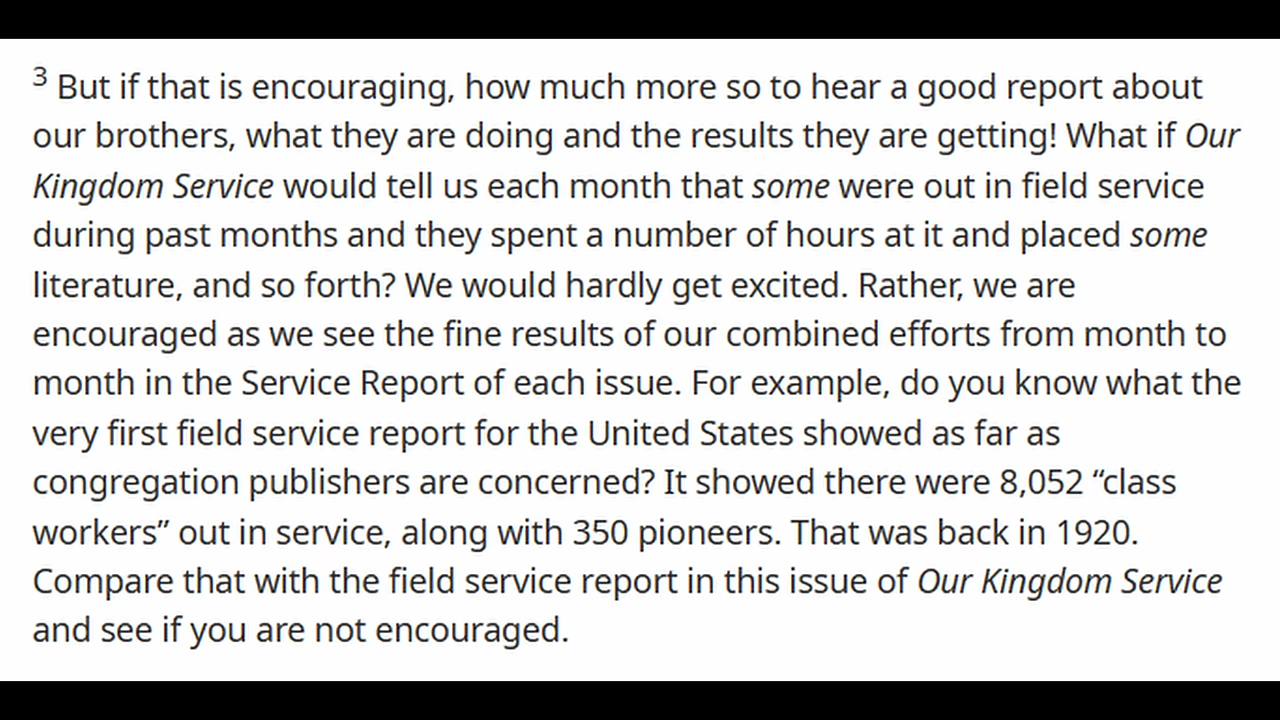 3 But if that is encouraging, how much more so to hear a good report about
our brothers, what they are doing and the results they are getting! What if Our
Kingdom Service would tell us each month that some were out in field service
during past months and they spent a number of hours at it and placed some
literature, and so forth? We would hardly get excited. Rather, we are
encouraged as we see the fine results of our combined efforts from month to
month in the Service Report of each issue. For example, do you know what the
very first field service report for the United States showed as far as
congregation publishers are concerned? It showed there were 8,052 “class
workers” out in service, along with 350 pioneers. That was back in 1920.
Compare that with the field service report in this issue of Our Kingdom Service
and see if you are not encouraged.